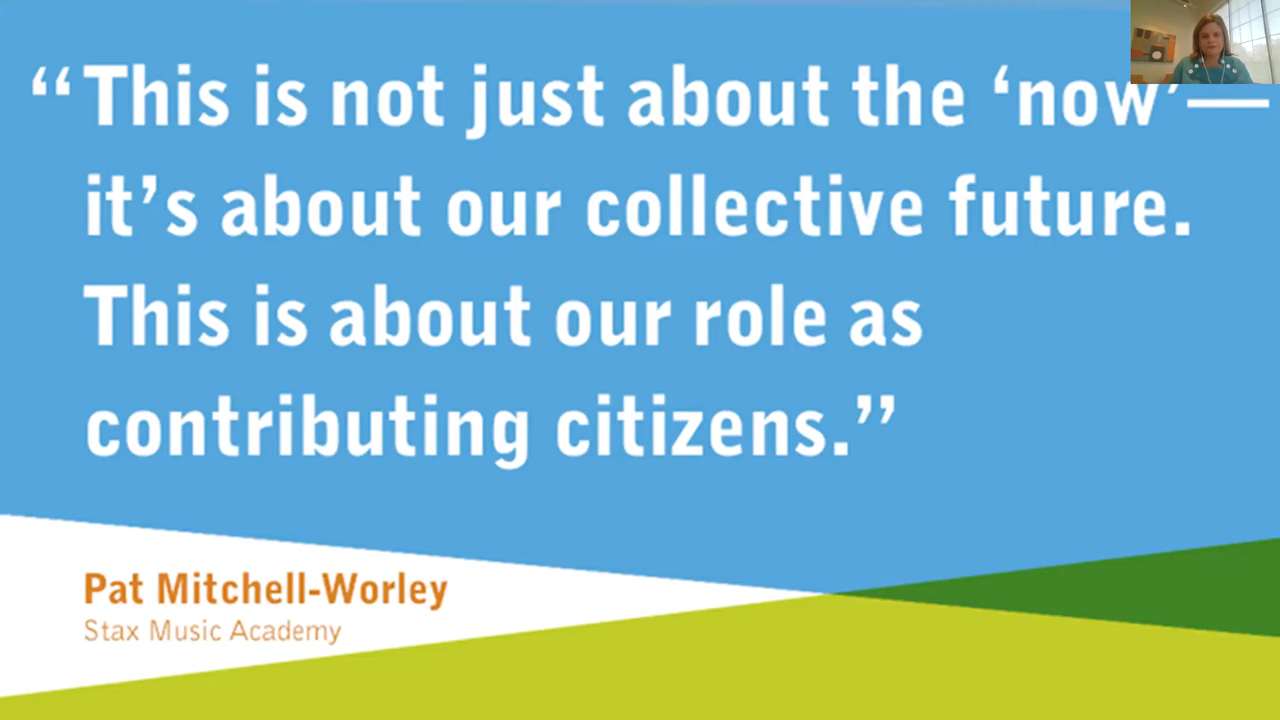 “This is not just about the ‘now’—
it’s about our collective future.
This is about our role as
contributing citizens.”
Pat Mitchell-Worley
Stax Music Academy